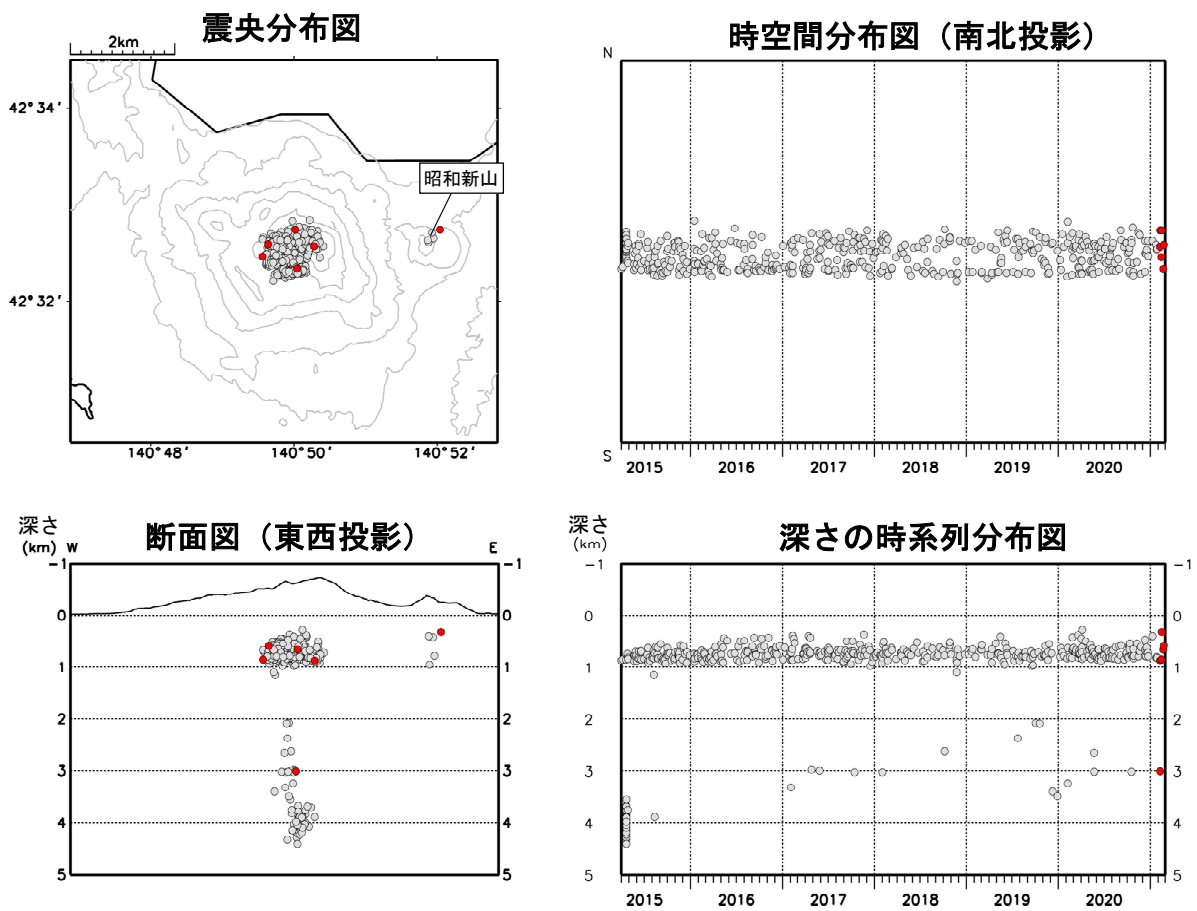 震央分布図
2km
42°34′
42°32′
140°48′
140°50′
140°52′
昭和新山
時空間分布図（南北投影）
N
S
2015 2016 2017 2018 2019 2020
断面図（東西投影）
深さ
(km) W
E
-1 -1
0 0
1 1
2 2
3 3
4 4
5 5
深さの時系列分布図
深さ
(km)
-1 -1
0 0
1 1
2 2
3 3
4 4
5 5
2015 2016 2017 2018 2019 2020